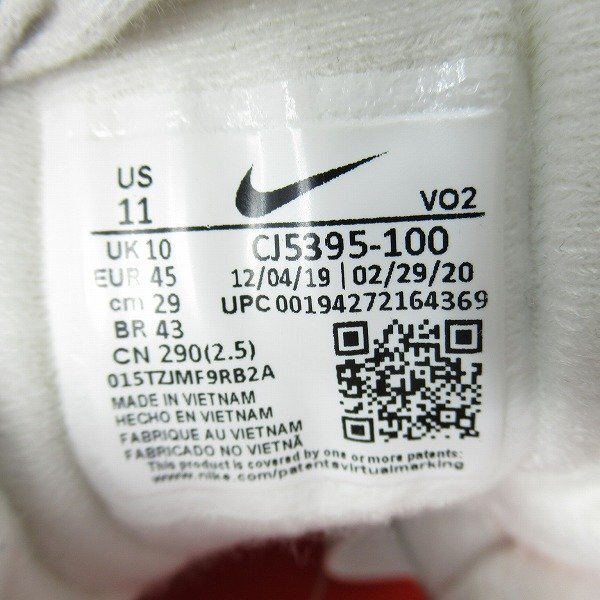 US
11
VO2
UK 10
CJ5395-100
EUR 45
12/04/19 | 02/29/20
cm 29
UPC 00194272164369
BR 43
CN 290(2.5)
015TZJMF9RB2A
MADE IN VIETNAM
HECHO EN VIETNAM
FABRIQUE AU VIETNAM
FABRICADO NO VIETNÃ
This product is covered by one or more patents:
www.nike.com/patentsvirtualmarking